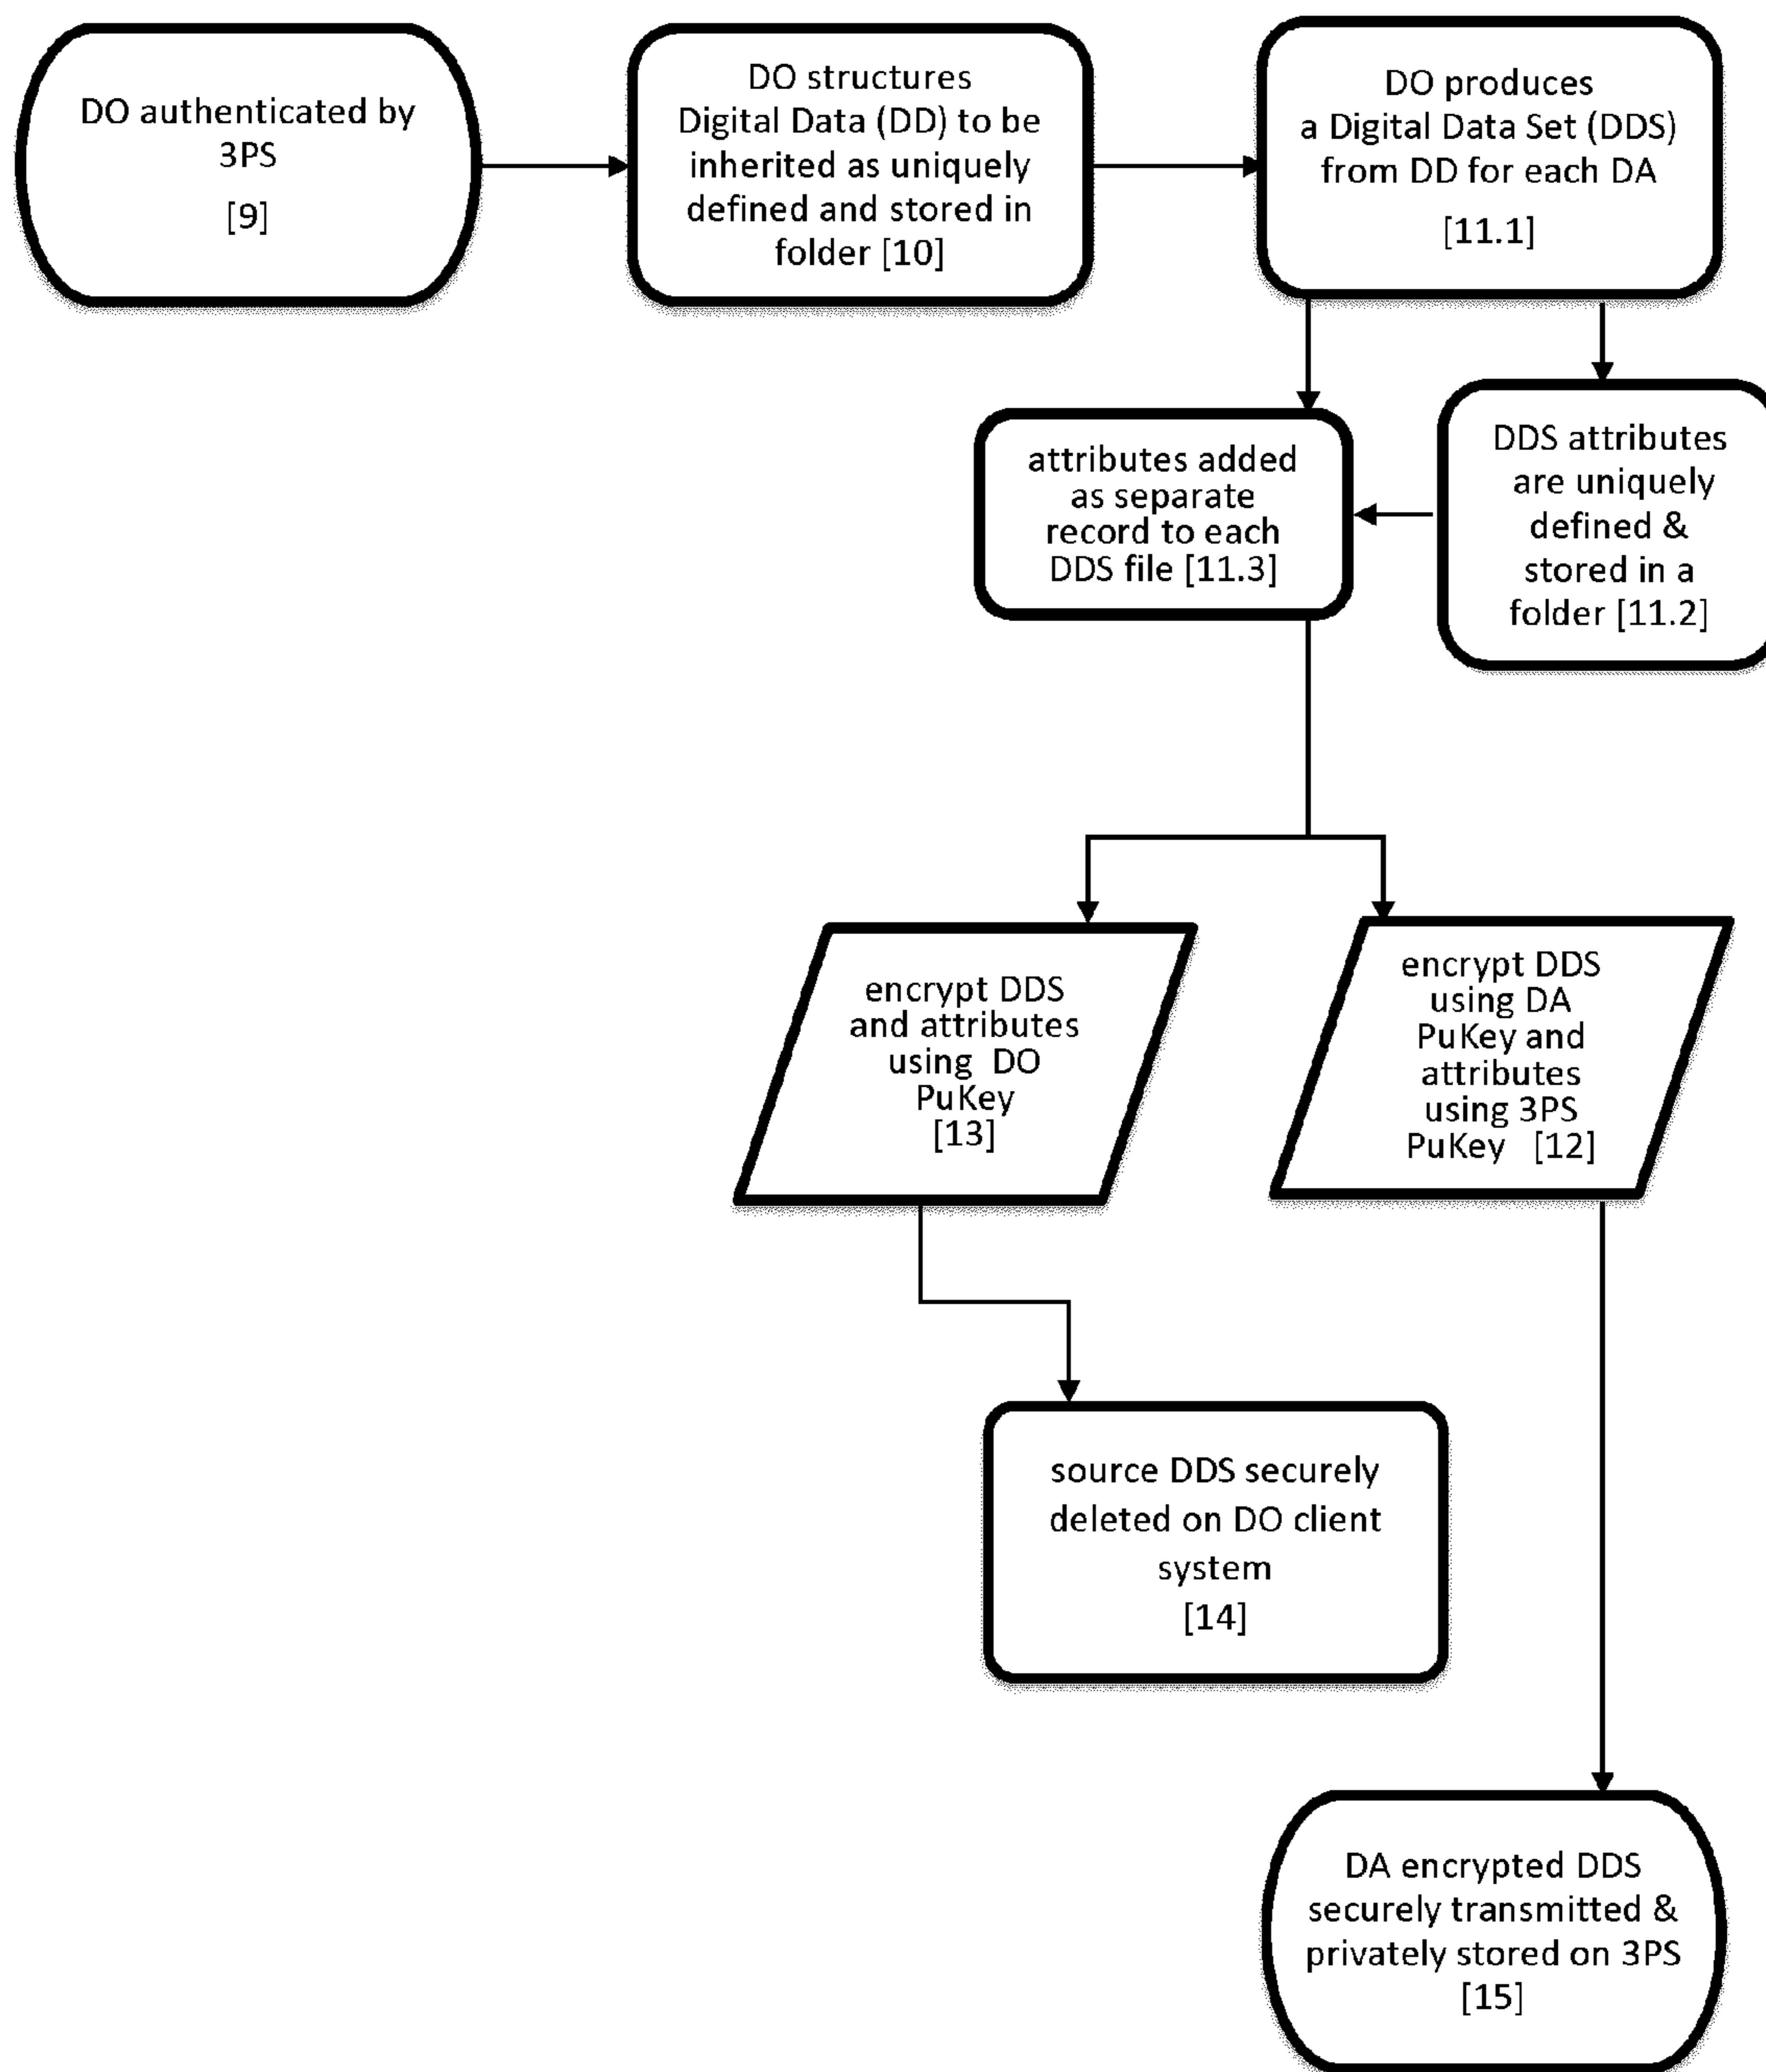 DO authenticated by
3PS
[9]
DO structures
Digital Data (DD) to be
inherited as uniquely
defined and stored in
folder [10]
DO produces
a Digital Data Set (DDS)
from DD for each DA
[11.1]
attributes added
as separate
record to each
DDS file [11.3]
DDS attributes
are uniquely
defined &
stored in a
folder [11.2]
encrypt DDS
and attributes
using DO
PuKey
[13]
encrypt DDS
using DA
PuKey and
attributes
using 3PS
PuKey [12]
source DDS securely
deleted on DO client
system
[14]
DA encrypted DDS
securely transmitted &
privately stored on 3PS
[15]